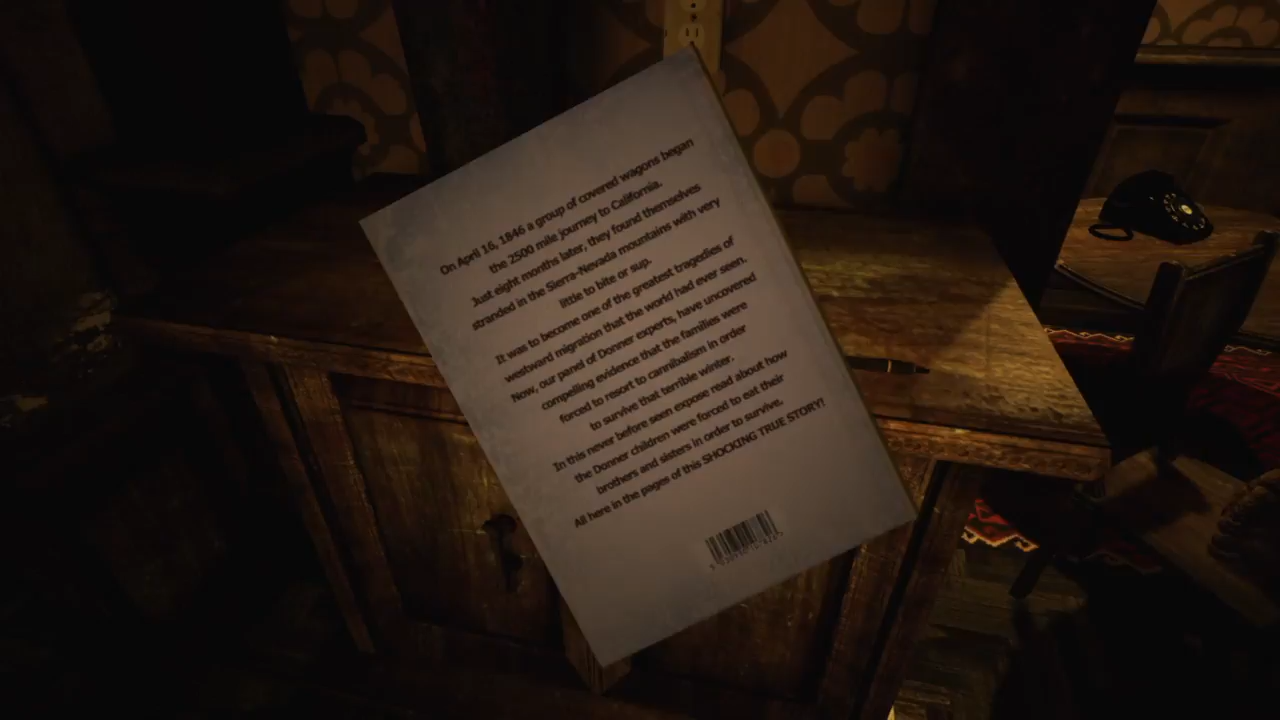 On April 16, 1846 a group of covered wagons began
the 2500 mile journey to California.
Just eight months later, they found themselves
stranded in the Sierra-Nevada mountains with very
little to bite or sup.
It was to become one of the greatest tragedies of
westward migration that the world had ever seen.
Now, our panel of Donner experts, have uncovered
compelling evidence that the families were
forced to resort to cannibalism in order
to survive that terrible winter.
In this never before seen expose read about how
the Donner children were forced to eat their
brothers and sisters in order to survive.
All here in the pages of this SHOCKING TRUE STORY!